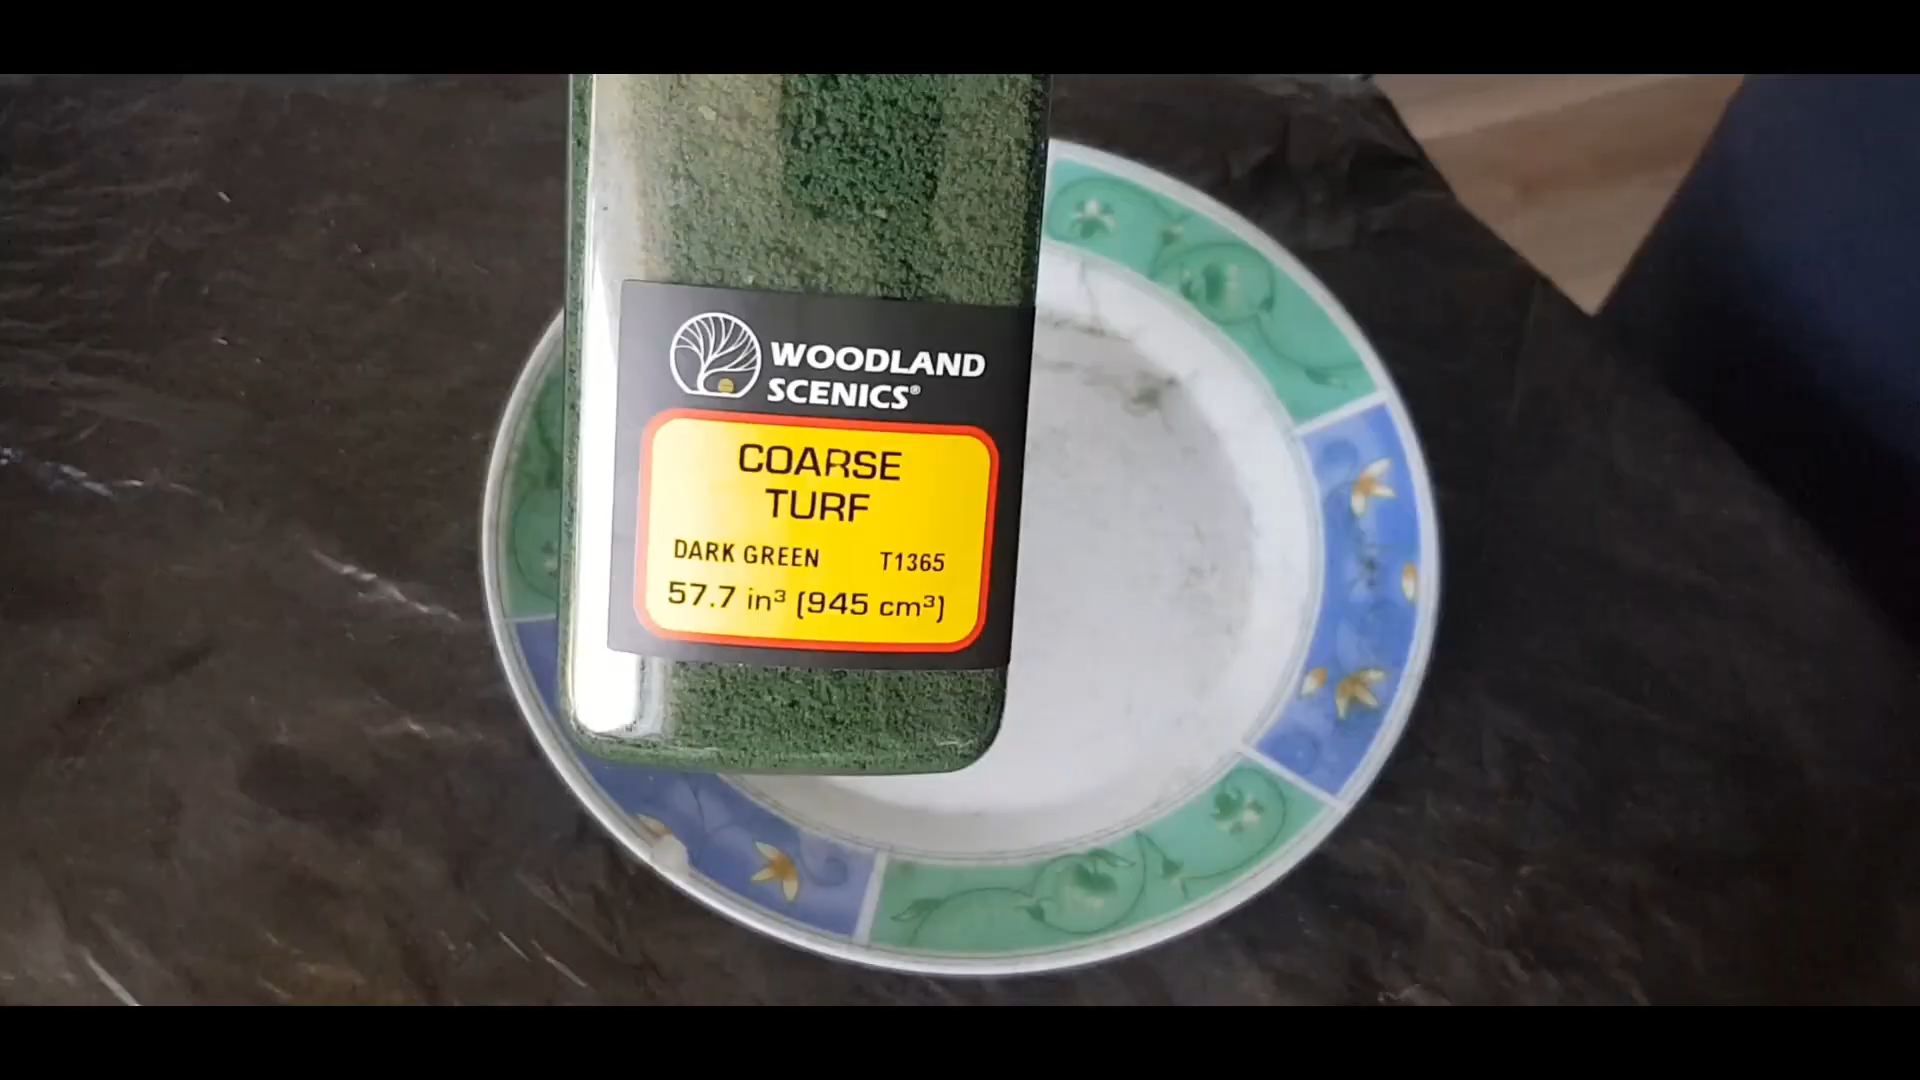 WOODLAND
SCENICS®
COARSE
TURF
DARK GREEN T1365
57.7 in³ (945 cm³)